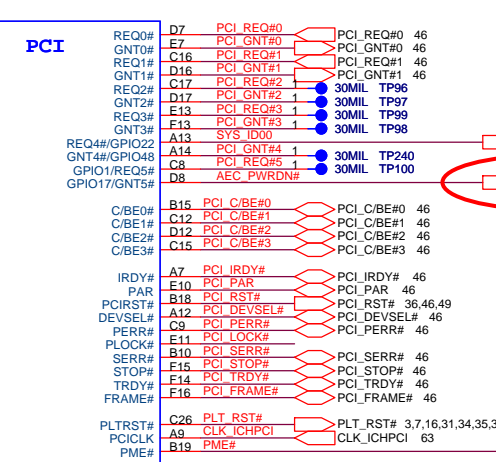 PCI
REQ0# D7 PCI_REQ#0 PCI_REQ#0 46
GNT0# E7 PCI_GNT#0 PCI_GNT#0 46
REQ1# C16 PCI_REQ#1 PCI_REQ#1 46
GNT1# D16 PCI_GNT#1 PCI_GNT#1 46
REQ2# C17 PCI_REQ#2 1 30MIL TP96
GNT2# D17 PCI_GNT#2 1 30MIL TP97
REQ3# E13 PCI_REQ#3 1 30MIL TP99
GNT3# F13 PCI_GNT#3 1 30MIL TP98
REQ4#/GPIO22 A13 SYS_ID00
GNT4#/GPIO48 A14 PCI_GNT#4 1 30MIL TP240
GPIO1/REQ5# C8 PCI_REQ#5 1 30MIL TP100
GPIO17/GNT5# D8 AEC_PWRDN#
C/BE0# B15 PCI_C/BE#0 PCI_C/BE#0 46
C/BE1# C12 PCI_C/BE#1 PCI_C/BE#1 46
C/BE2# D12 PCI_C/BE#2 PCI_C/BE#2 46
C/BE3# C15 PCI_C/BE#3 PCI_C/BE#3 46
IRDY# A7 PCI_IRDY# PCI_IRDY# 46
PAR E10 PCI_PAR PCI_PAR 46
PCIRST# B18 PCI_RST# PCI_RST# 36,46,49
DEVSEL# A12 PCI_DEVSEL# PCI_DEVSEL# 46
PERR# C9 PCI_PERR# PCI_PERR# 46
PLOCK# E11 PCI_LOCK#
SERR# B10 PCI_SERR# PCI_SERR# 46
STOP# F15 PCI_STOP# PCI_STOP# 46
TRDY# F14 PCI_TRDY# PCI_TRDY# 46
FRAME# F16 PCI_FRAME# PCI_FRAME# 46
PLTRST# C26 PLT_RST# PLT_RST# 3,7,16,31,34,35,3
PCICLK A9 CLK_ICHPCI CLK_ICHPCI 63
PME# B19 PME#